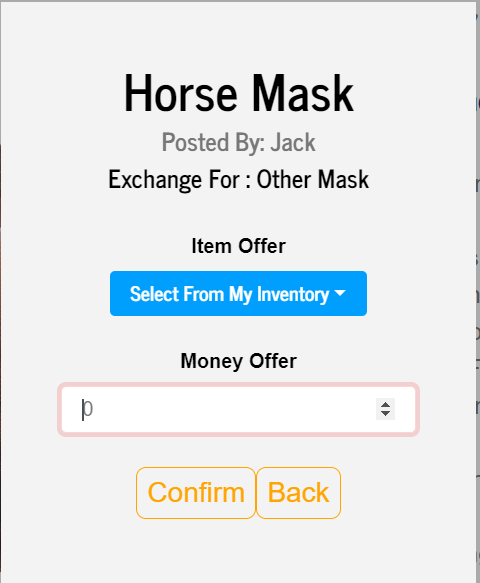 Horse Mask
Posted By: Jack
Exchange For : Other Mask
Item Offer
Select From My Inventory
Money Offer
0
Confirm Back